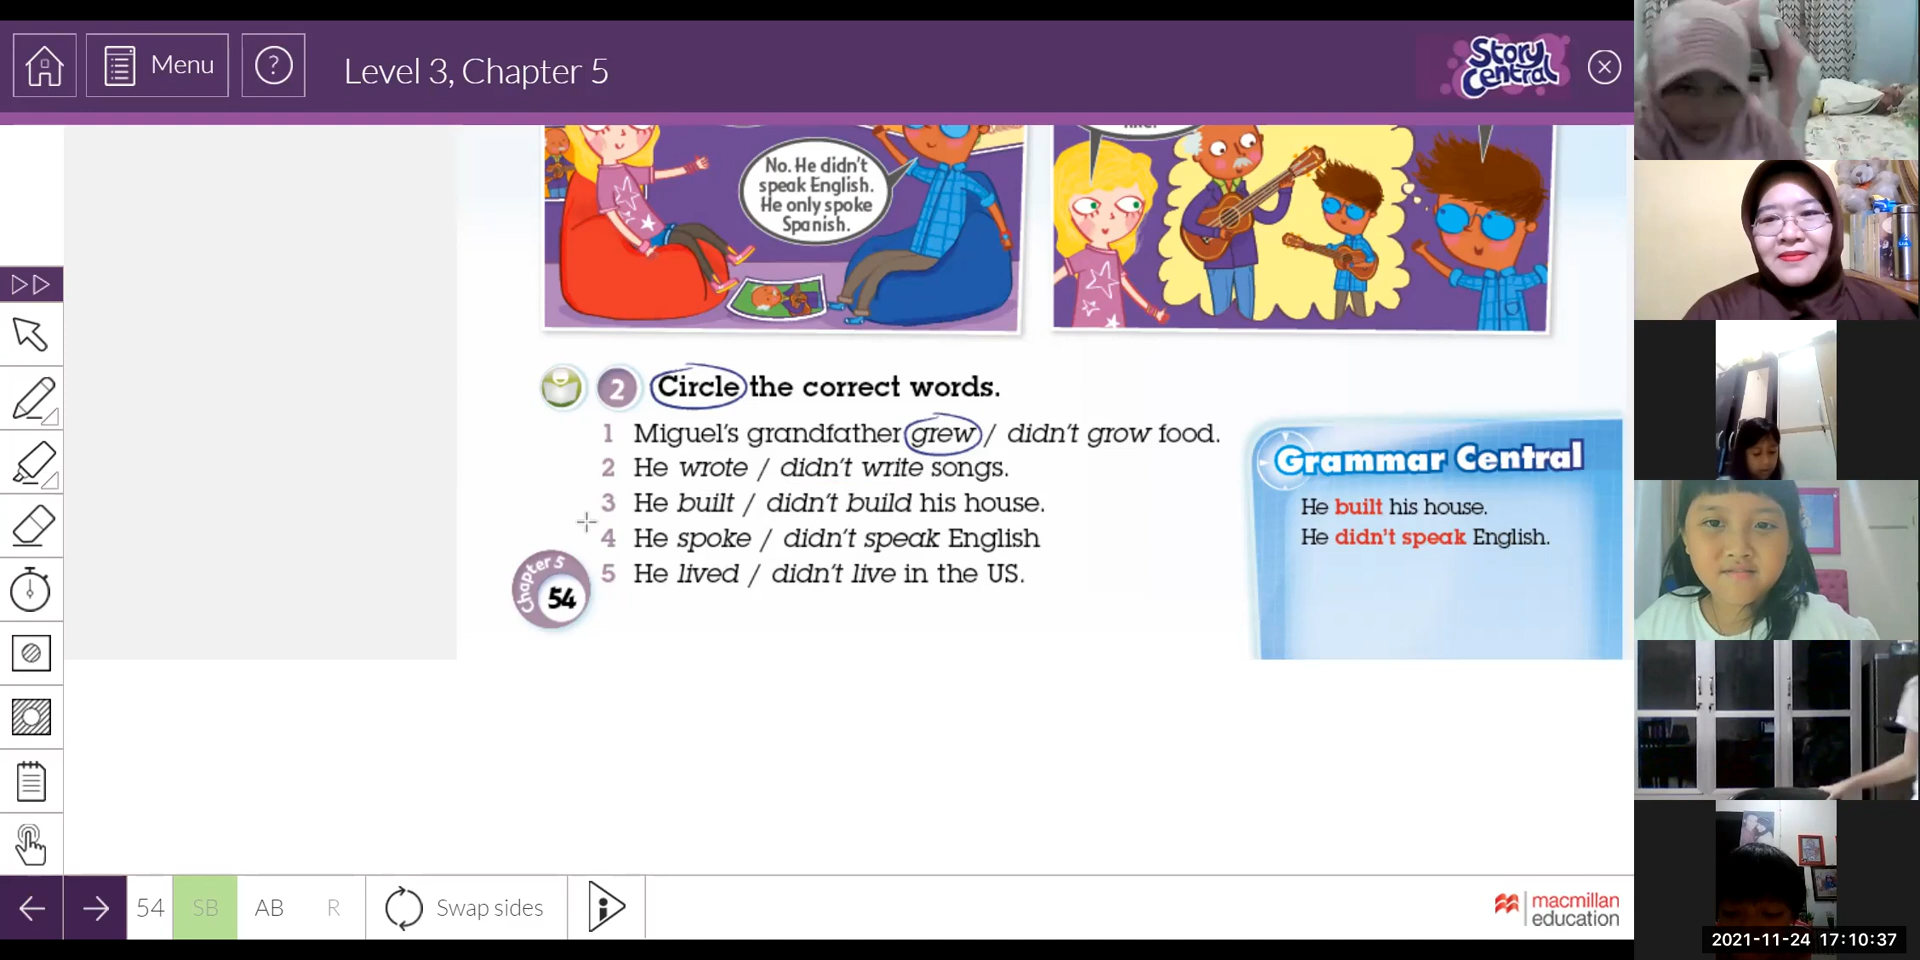 Menu
?
Level 3, Chapter 5
Story Central
No. He didn't
speak English.
He only spoke
Spanish.
2 Circle the correct words.
1 Miguel's grandfather grew / didn't grow food.
2 He wrote / didn't write songs.
3 He built / didn't build his house.
4 He spoke / didn't speak English
5 He lived / didn't live in the US.
Chapter 5
54
Grammar Central
He built his house.
He didn't speak English.
54 SB AB R Swap sides
macmillan
education
2021-11-24 17:10:37